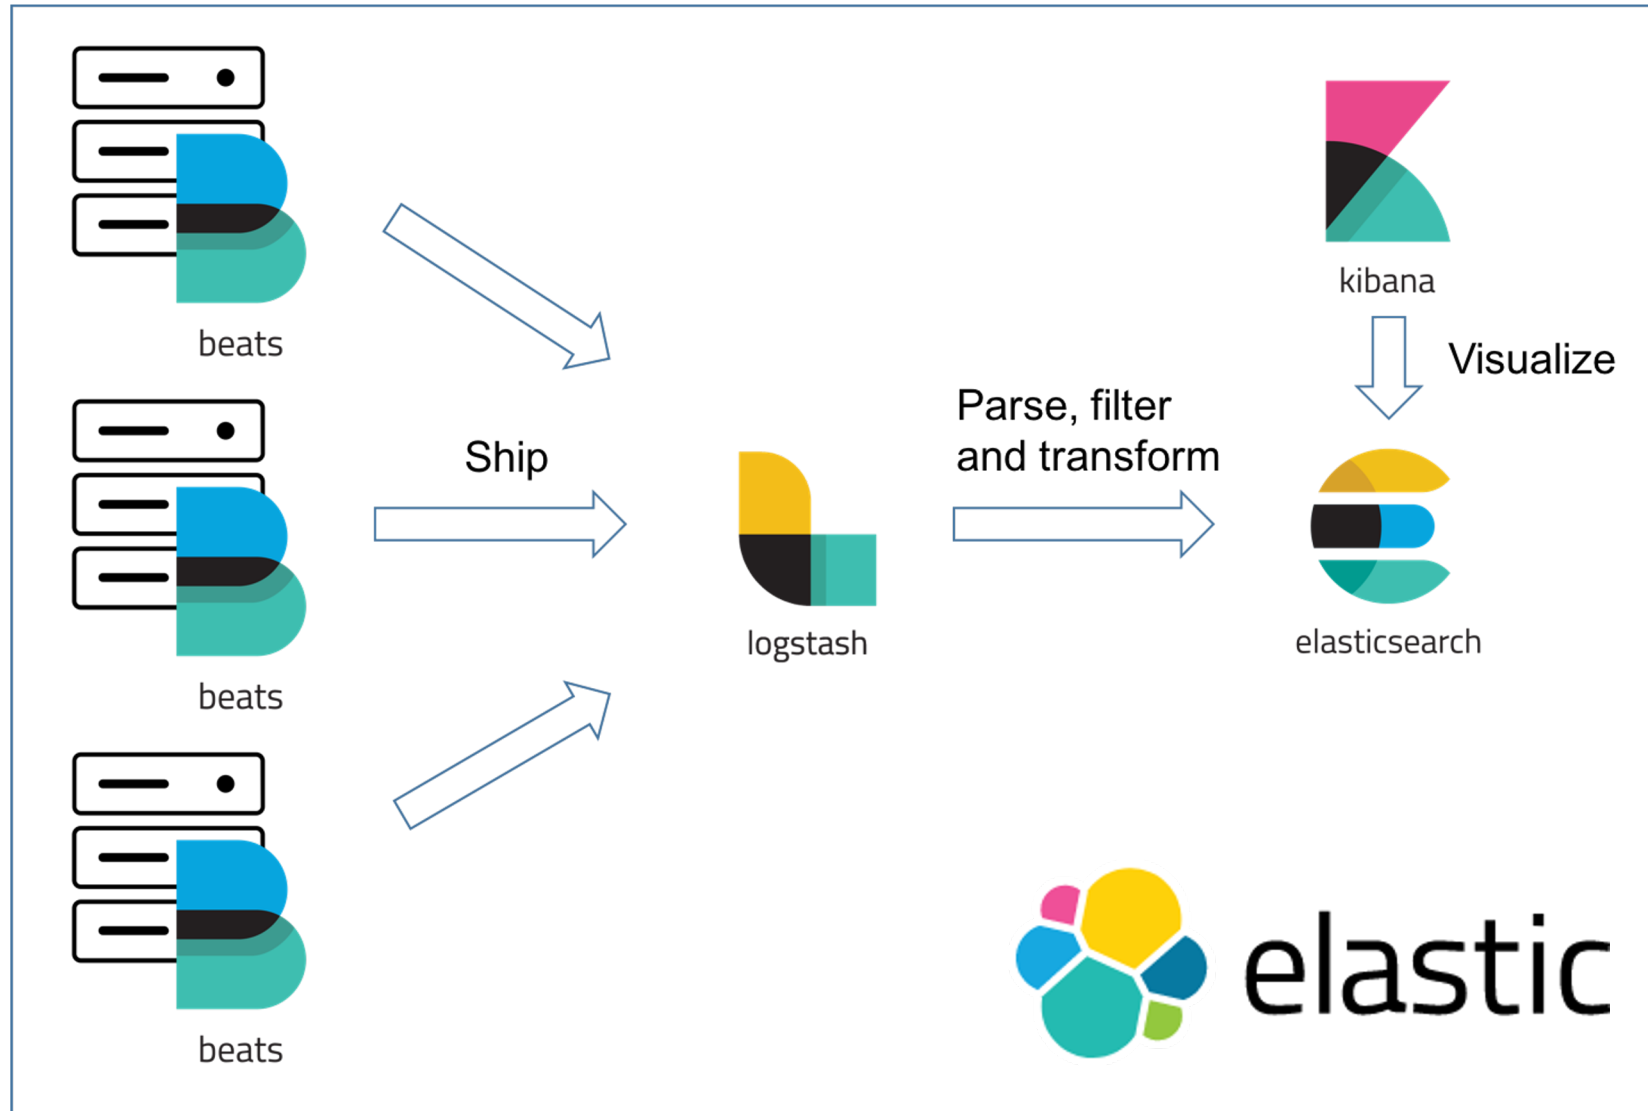 beats
beats
beats
Ship
logstash
Parse, filter
and transform
kibana
Visualize
elasticsearch
elastic